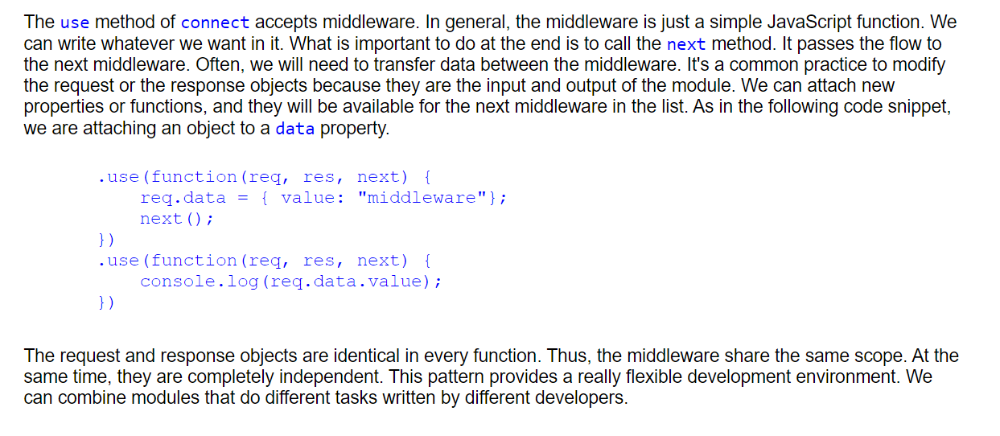 The use method of connect accepts middleware. In general, the middleware is just a simple JavaScript function. We
can write whatever we want in it. What is important to do at the end is to call the next method. It passes the flow to
the next middleware. Often, we will need to transfer data between the middleware. It's a common practice to modify
the request or the response objects because they are the input and output of the module. We can attach new
properties or functions, and they will be available for the next middleware in the list. As in the following code snippet,
we are attaching an object to a data property.
.use(function(req, res, next) {
    req.data = { value: "middleware"};
    next();
})
.use(function(req, res, next) {
    console.log(req.data.value);
})
The request and response objects are identical in every function. Thus, the middleware share the same scope. At the
same time, they are completely independent. This pattern provides a really flexible development environment. We
can combine modules that do different tasks written by different developers.